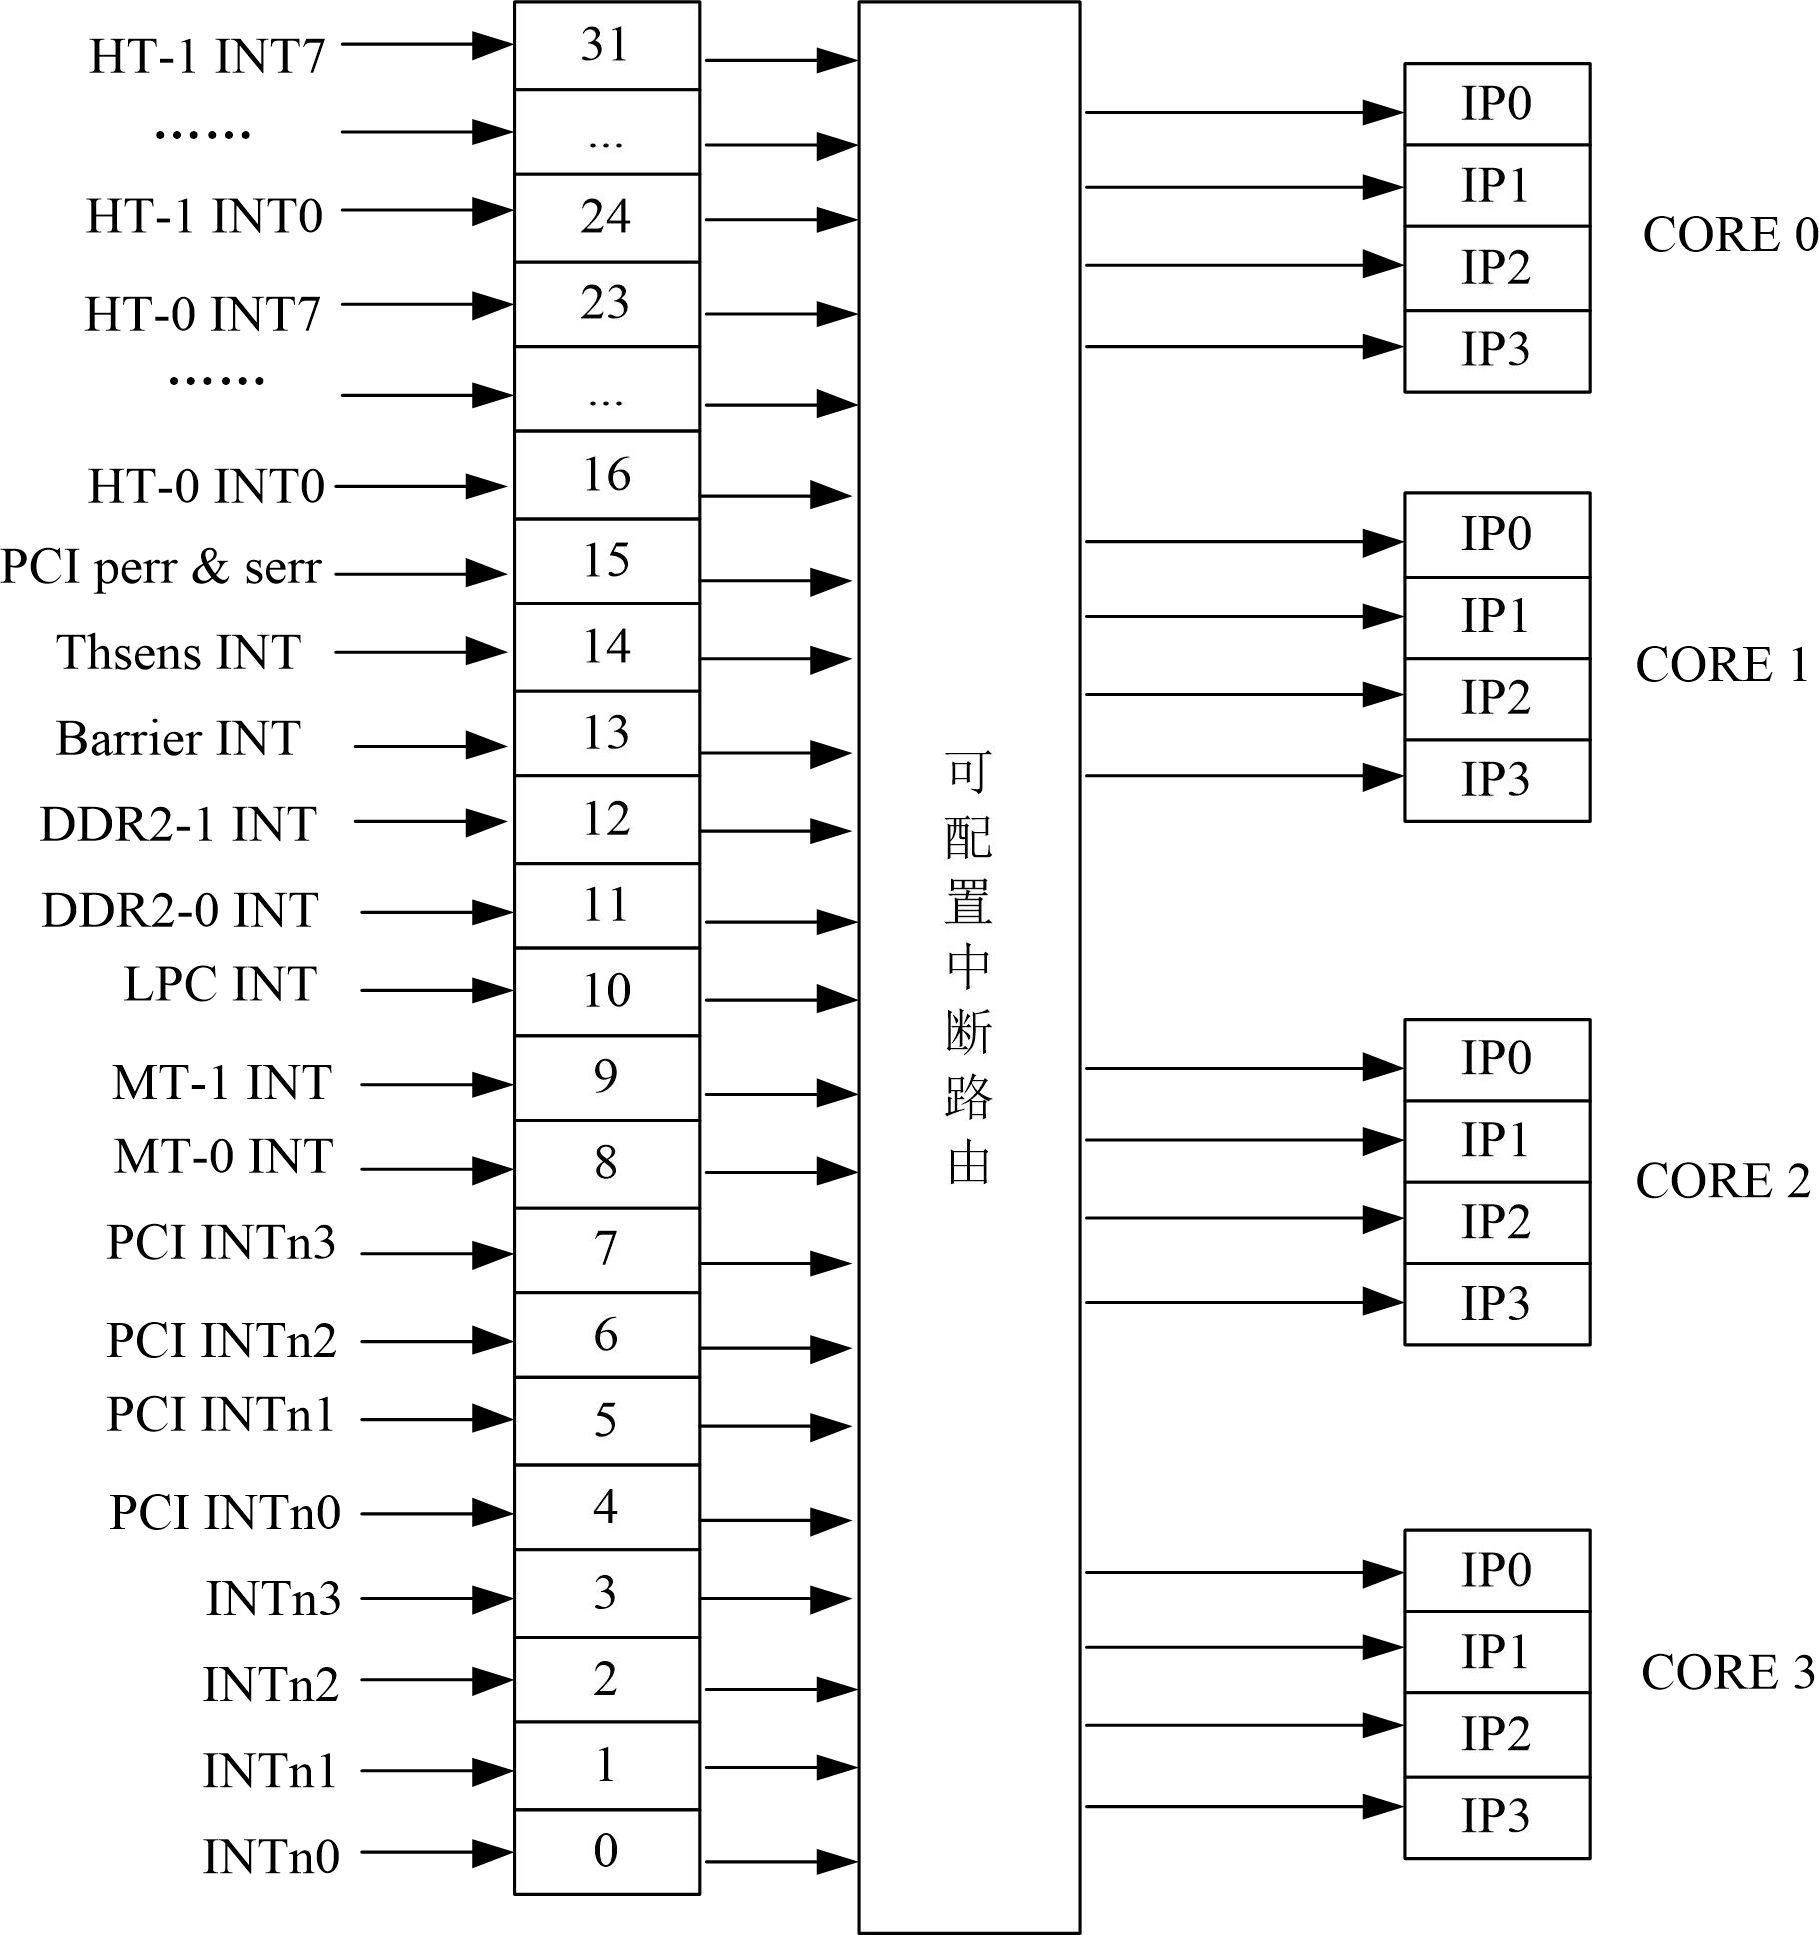 HT-1 INT7
31
......
...
HT-1 INT0
24
HT-0 INT7
23
......
...
HT-0 INT0
16
PCI perr & serr
15
Thsens INT
14
Barrier INT
13
DDR2-1 INT
12
DDR2-0 INT
11
LPC INT
10
MT-1 INT
9
MT-0 INT
8
PCI INTn3
7
PCI INTn2
6
PCI INTn1
5
PCI INTn0
4
INTn3
3
INTn2
2
INTn1
1
INTn0
0
可配置中断路由
IP0
IP1
IP2
IP3
CORE 0
IP0
IP1
IP2
IP3
CORE 1
IP0
IP1
IP2
IP3
CORE 2
IP0
IP1
IP2
IP3
CORE 3